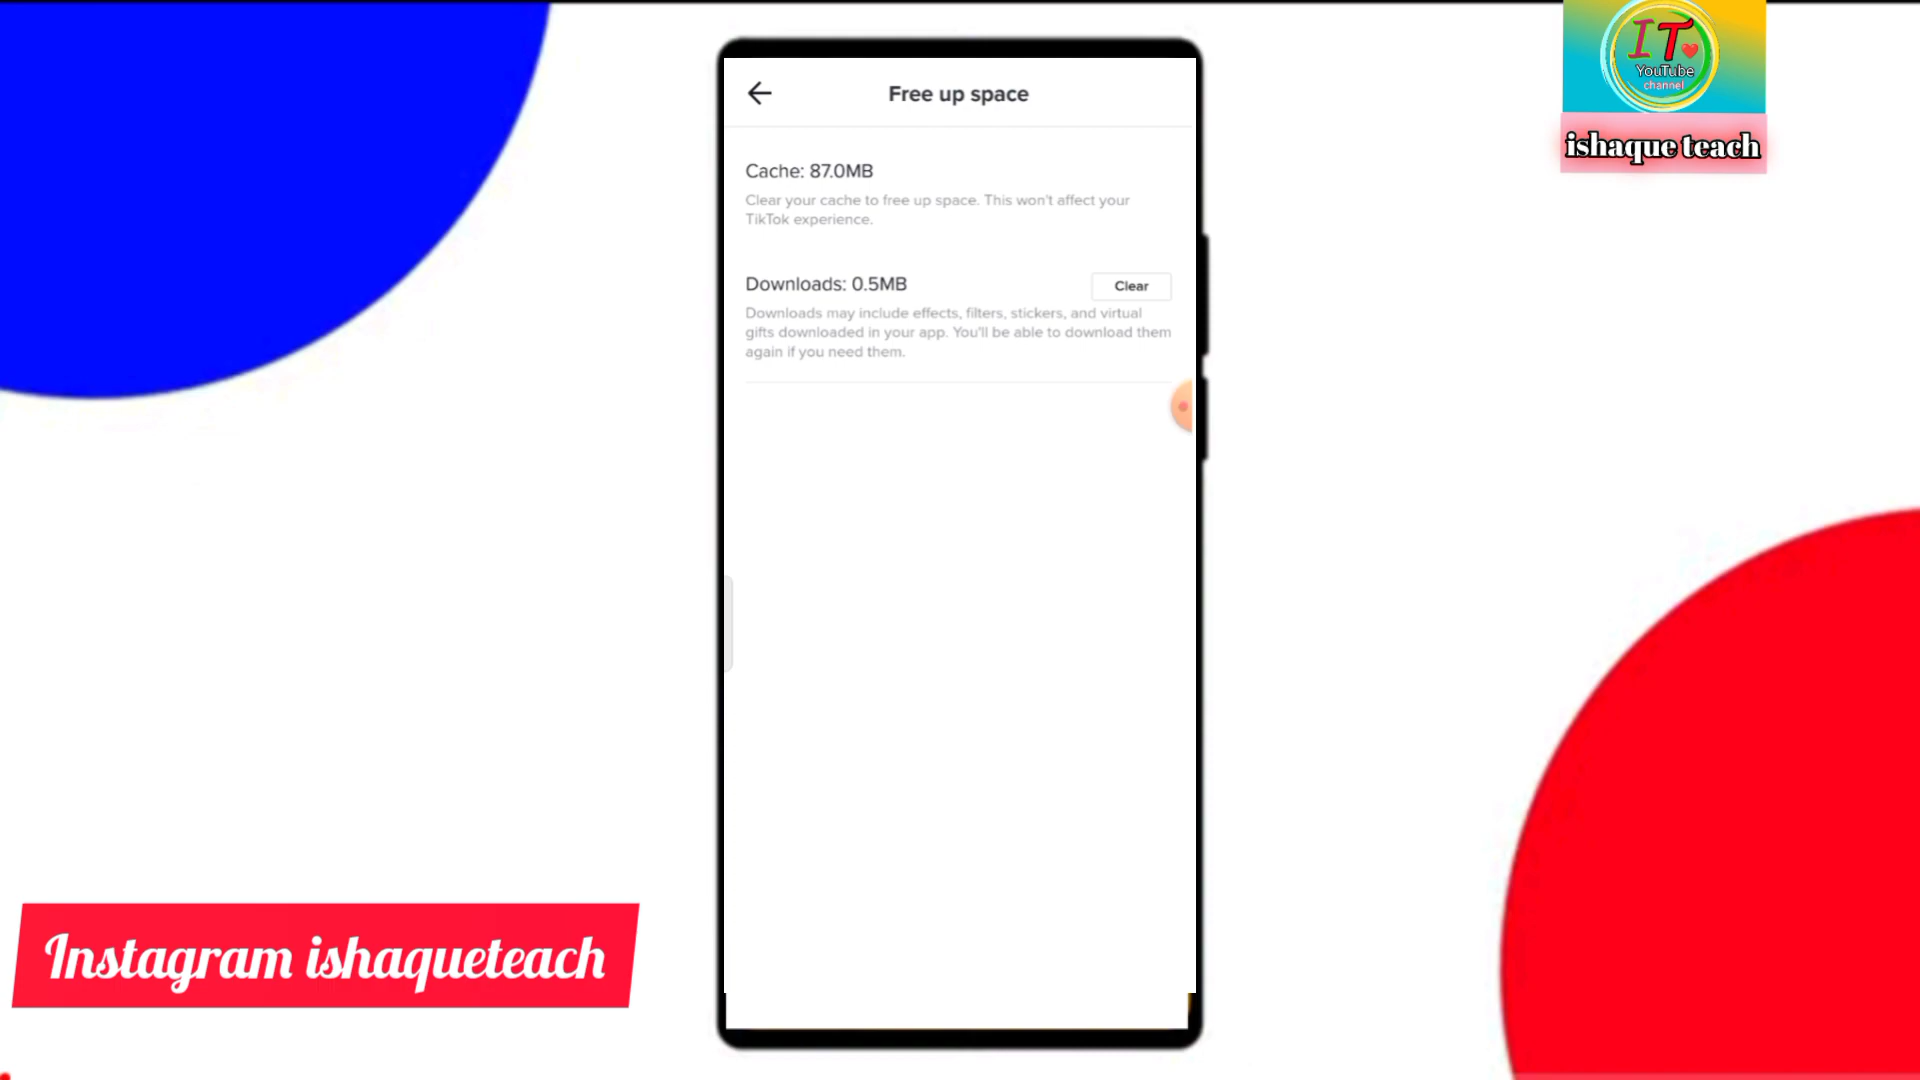 Free up space
Cache: 87.0MB
Clear your cache to free up space. This won't affect your
TikTok experience.
Downloads: 0.5MB
Clear
Downloads may include effects, filters, stickers, and virtual
gifts downloaded in your app. You'll be able to download them
again if you need them.
IT
YouTube
channel
ishaque teach
Instagram ishaqueteach